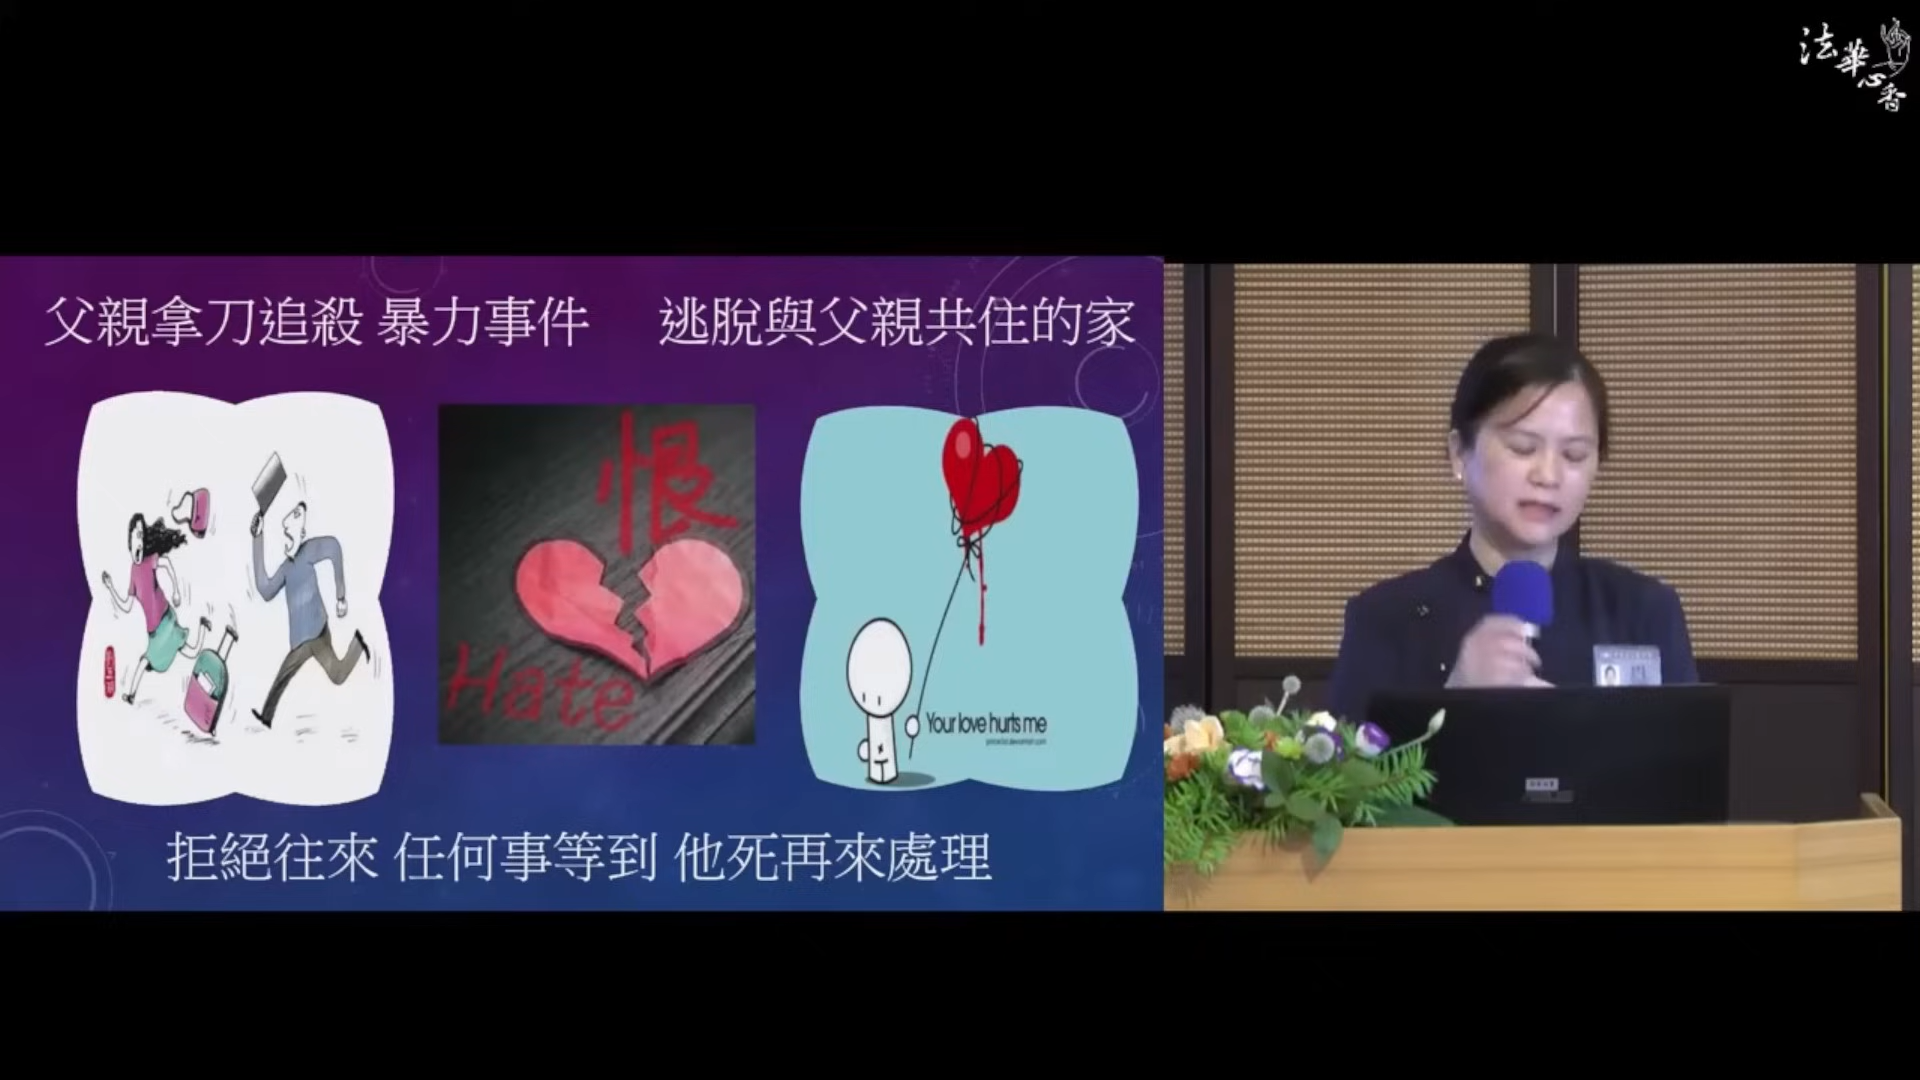 法華心香
父親拿刀追殺 暴力事件
逃脫與父親共住的家
恨
Hate
Your love hurts me
拒絕往來 任何事等到 他死再來處理